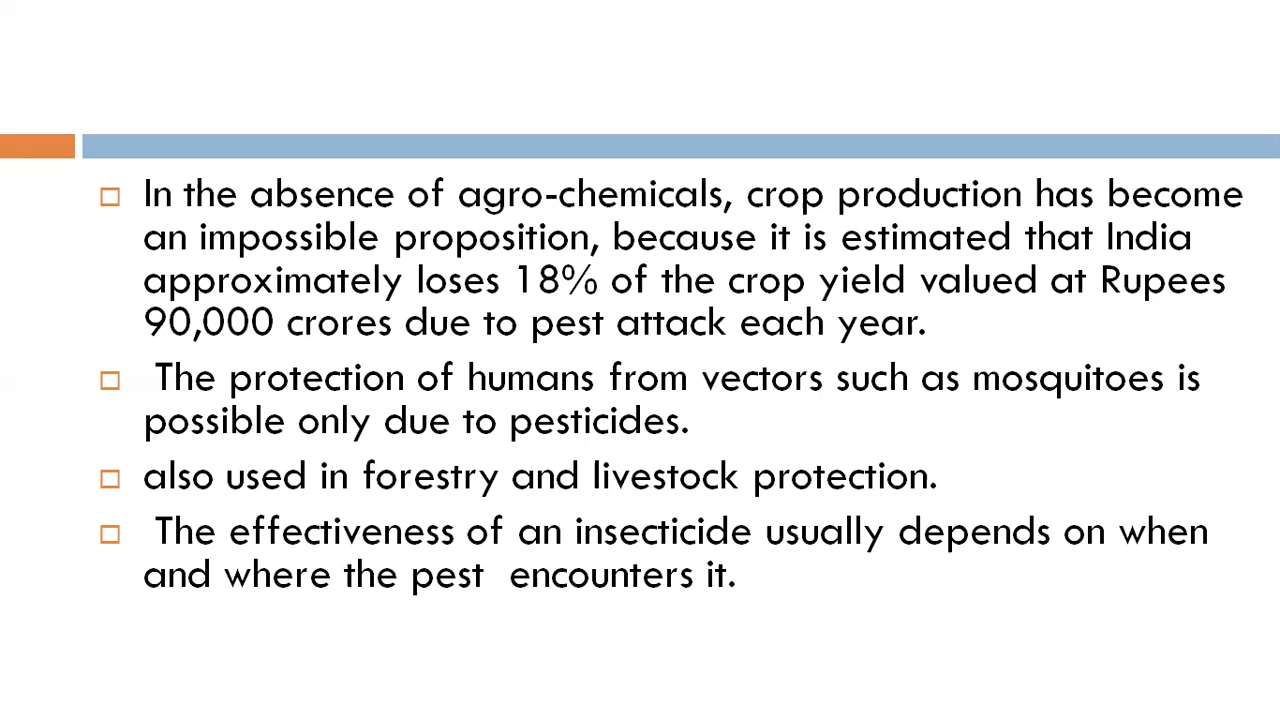 In the absence of agro-chemicals, crop production has become
an impossible proposition, because it is estimated that India
approximately loses 18% of the crop yield valued at Rupees
90,000 crores due to pest attack each year.
The protection of humans from vectors such as mosquitoes is
possible only due to pesticides.
also used in forestry and livestock protection.
The effectiveness of an insecticide usually depends on when
and where the pest  encounters it.